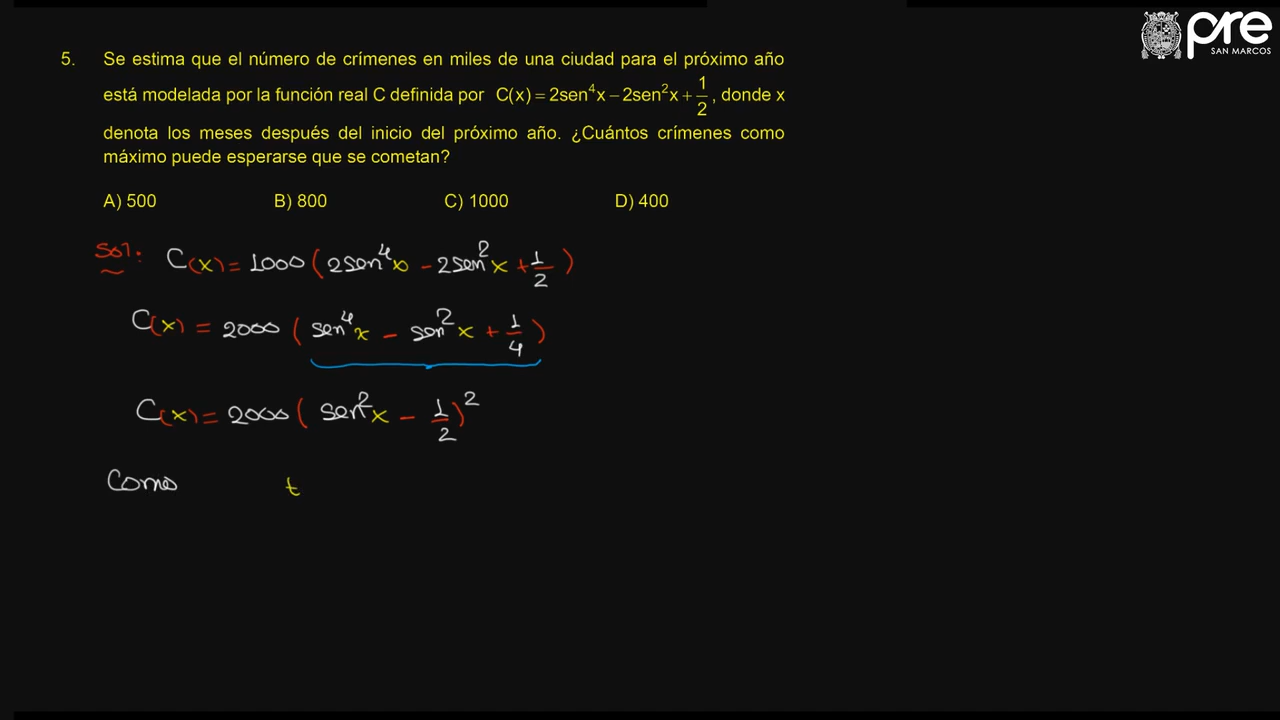 pre
SAN MARCOS
5. Se estima que el número de crímenes en miles de una ciudad para el próximo año
está modelada por la función real C definida por C(x) = 2sen⁴x − 2sen²x + 1/2, donde x
denota los meses después del inicio del próximo año. ¿Cuántos crímenes como
máximo puede esperarse que se cometan?
A) 500 B) 800 C) 1000 D) 400
Sol: C(x) = 1000 (2sen⁴x − 2sen²x + 1/2)
C(x) = 2000 (sen⁴x − sen²x + 1/4)
C(x) = 2000 (sen²x − 1/2)²
Como t